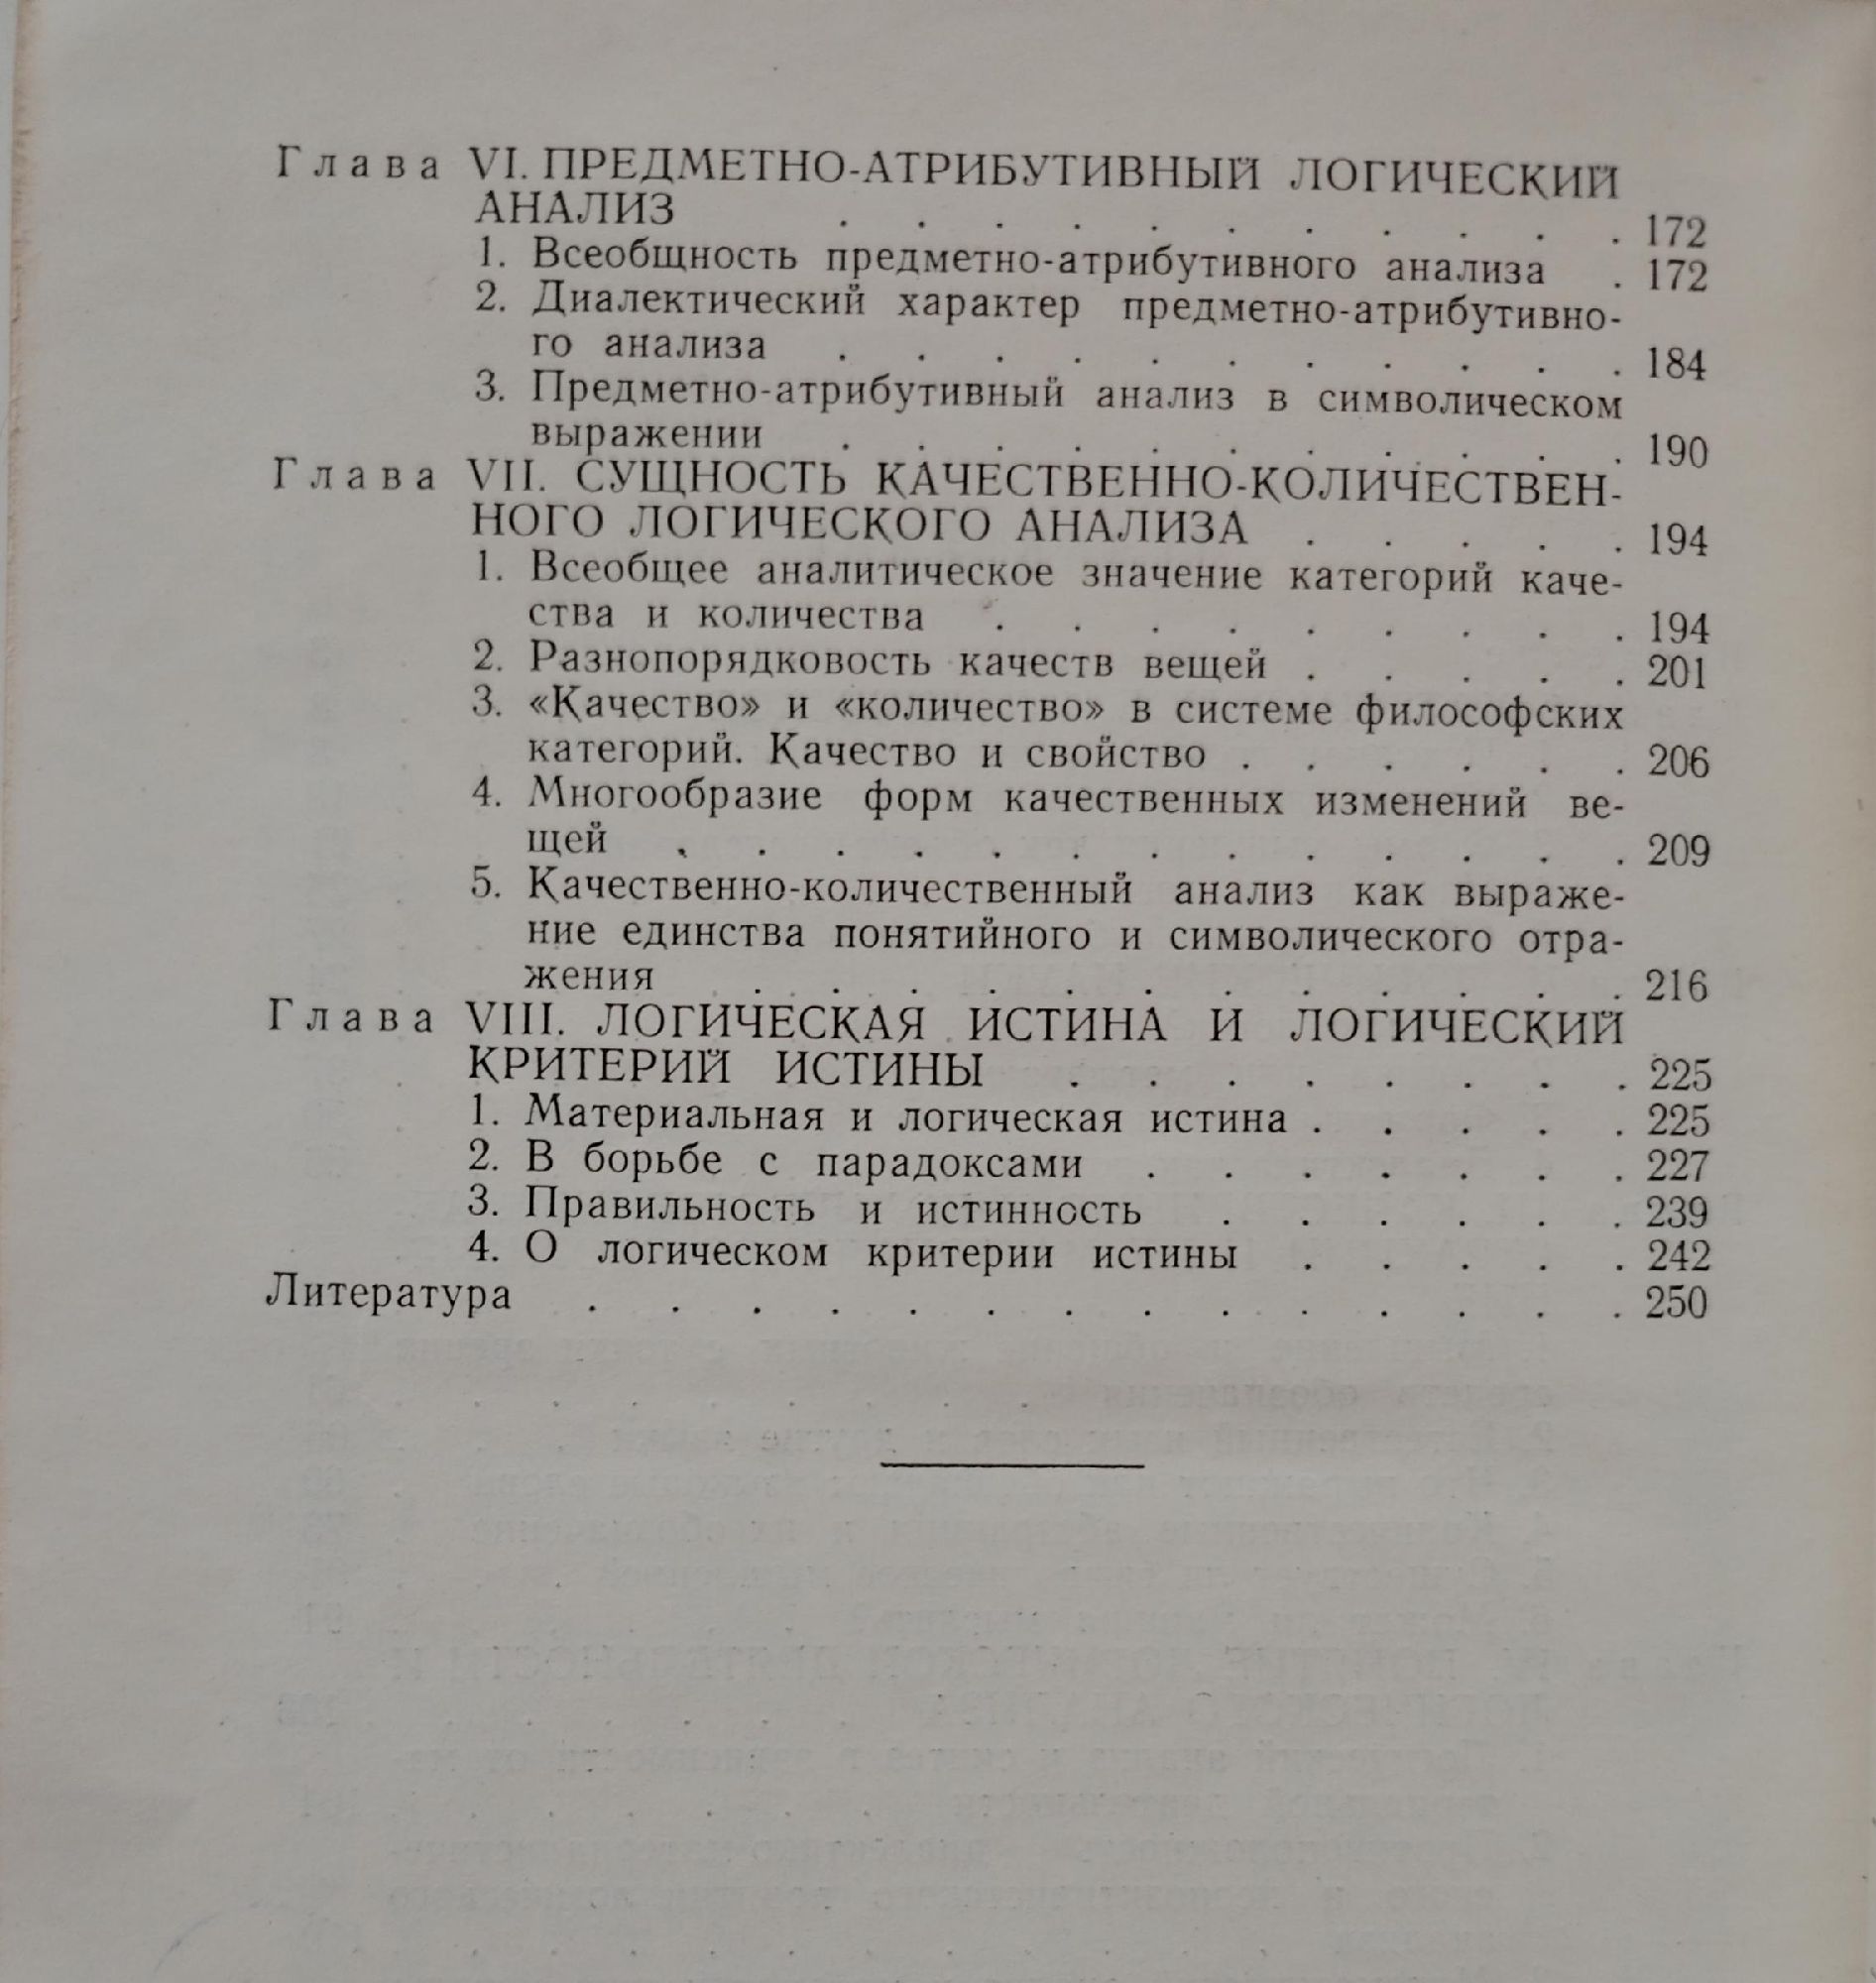 Глава VI. ПРЕДМЕТНО-АТРИБУТИВНЫЙ ЛОГИЧЕСКИЙ
АНАЛИЗ . . . . . . . . . . . 172
1. Всеобщность предметно-атрибутивного анализа . 172
2. Диалектический характер предметно-атрибутивно-
го анализа . . . . . . . . . . . 184
3. Предметно-атрибутивный анализ в символическом
выражении . . . . . . . . . . . 190
Глава VII. СУЩНОСТЬ КАЧЕСТВЕННО-КОЛИЧЕСТВЕН-
НОГО ЛОГИЧЕСКОГО АНАЛИЗА . . . . . 194
1. Всеобщее аналитическое значение категорий каче-
ства и количества . . . . . . . . . 194
2. Разнопорядковость качеств вещей . . . . . 201
3. «Качество» и «количество» в системе философских
категорий. Качество и свойство . . . . . . 206
4. Многообразие форм качественных изменений ве-
щей . . . . . . . . . . . . . 209
5. Качественно-количественный анализ как выраже-
ние единства понятийного и символического отра-
жения . . . . . . . . . . . . 216
Глава VIII. ЛОГИЧЕСКАЯ ИСТИНА И ЛОГИЧЕСКИЙ
КРИТЕРИЙ ИСТИНЫ . . . . . . . . 225
1. Материальная и логическая истина . . . . . 225
2. В борьбе с парадоксами . . . . . . . 227
3. Правильность и истинность . . . . . . 239
4. О логическом критерии истины . . . . . 242
Литература . . . . . . . . . . . . . . 250